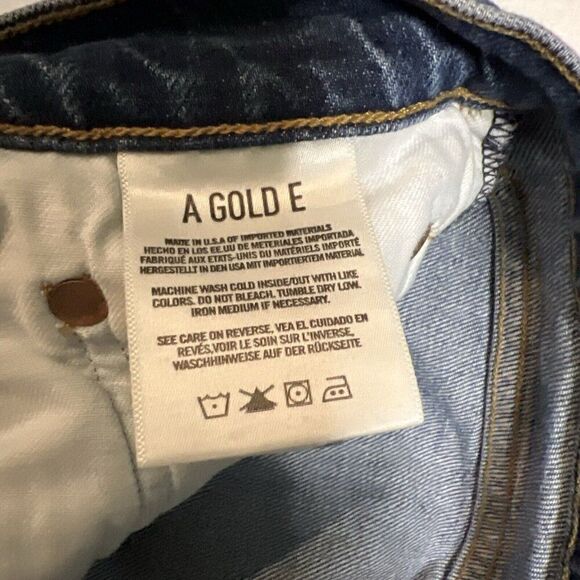 A GOLD E
MADE IN U.S.A OF IMPORTED MATERIALS
HECHO EN LOS EE.UU DE METERIALES IMPORTADA
FABRIQUÉ AUX ETATS-UNIS DU MATÉRIELS IMPORTÉ
HERGESTELLT IN DEN USA MIT IMPORTIERTEM MATERIAL
MACHINE WASH COLD INSIDE/OUT WITH LIKE
COLORS. DO NOT BLEACH. TUMBLE DRY LOW.
IRON MEDIUM IF NECESSARY.
SEE CARE ON REVERSE, VEA EL CUIDADO EN
REVÉS,VOIR LE SOIN SUR L'INVERSE,
WASCHHINWEISE AUF DER RÜCKSEITE